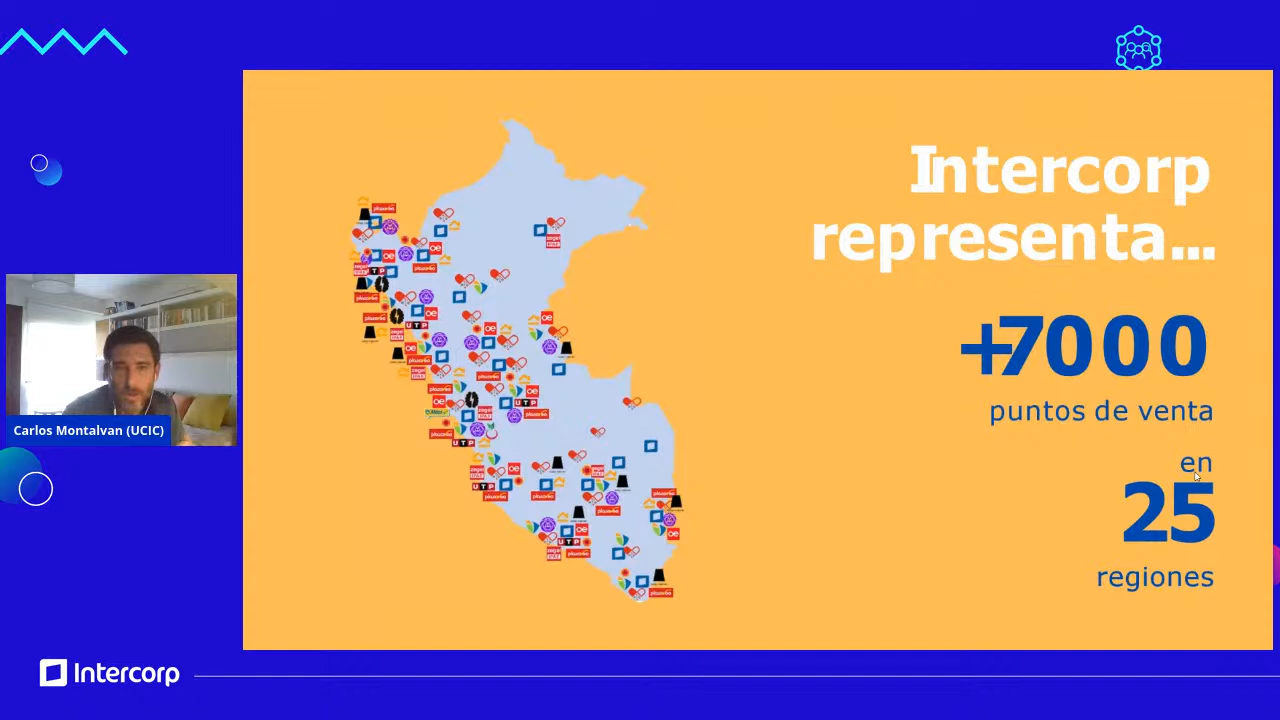 Intercorp
representa...
+7000
puntos de venta
en
25
regiones
Carlos Montalvan (UCIC)
Intercorp